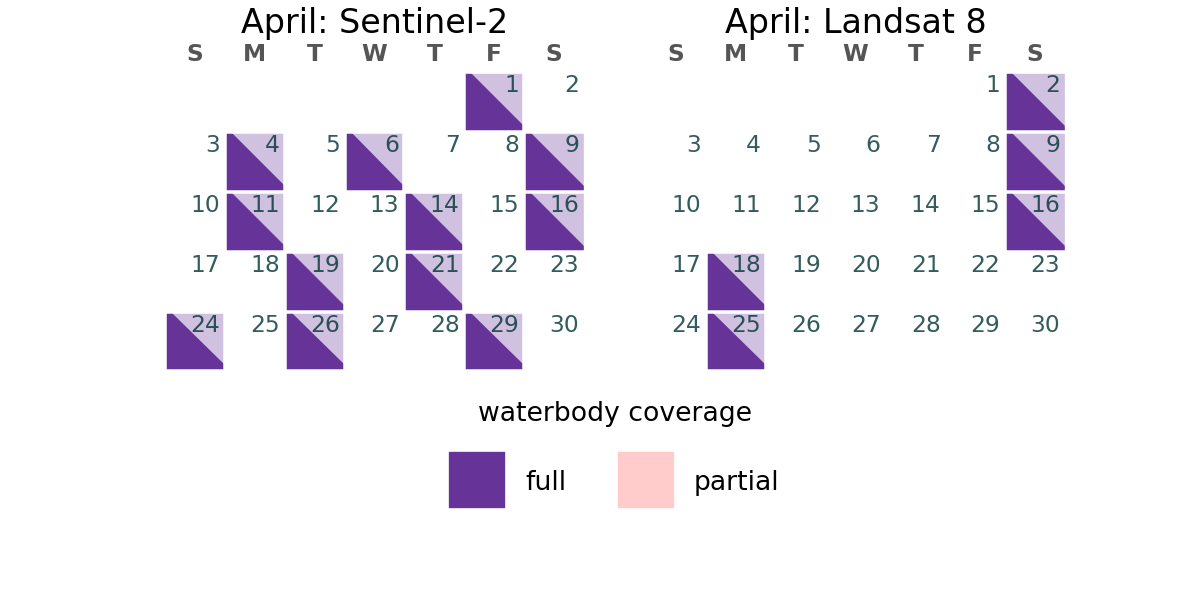 April: Sentinel-2
S M T W T F S
1 2
3 4 5 6 7 8 9
10 11 12 13 14 15 16
17 18 19 20 21 22 23
24 25 26 27 28 29 30
April: Landsat 8
S M T W T F S
1 2
3 4 5 6 7 8 9
10 11 12 13 14 15 16
17 18 19 20 21 22 23
24 25 26 27 28 29 30
waterbody coverage
full partial